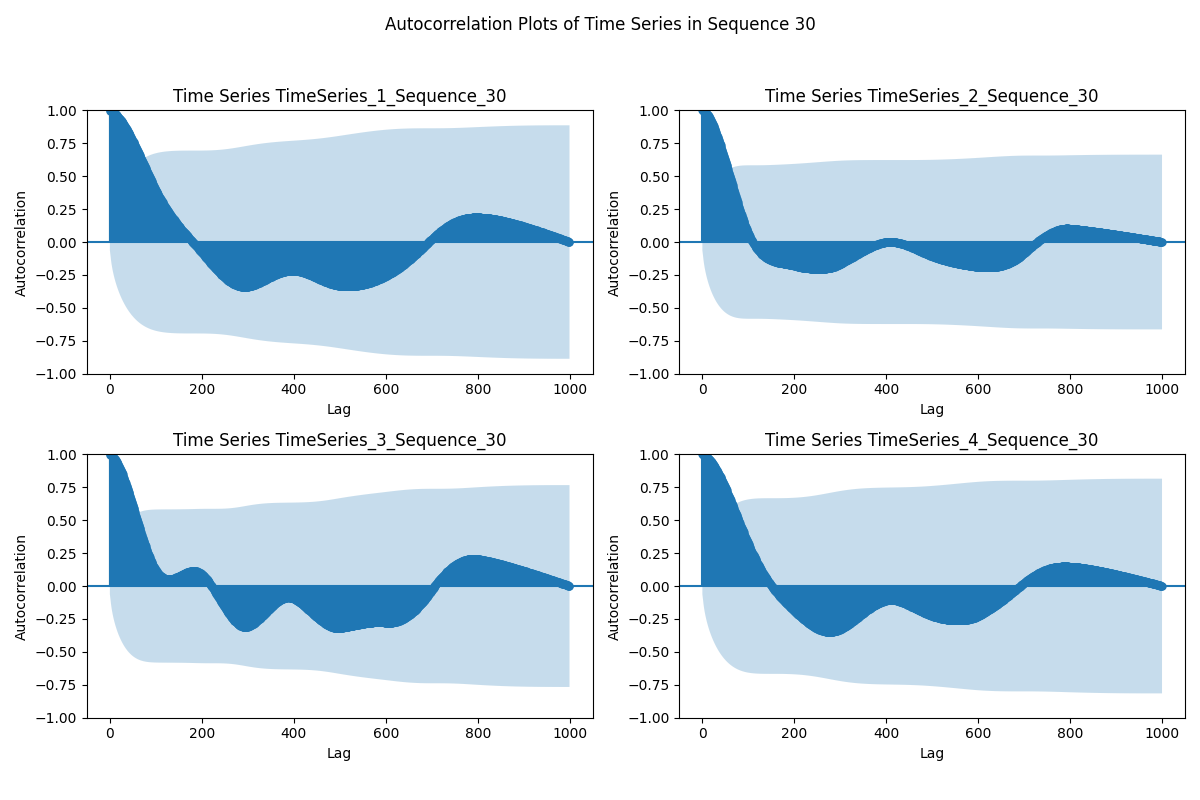 Autocorrelation Plots of Time Series in Sequence 30
Time Series TimeSeries_1_Sequence_30
1.00
0.75
0.50
0.25
0.00
−0.25
−0.50
−0.75
−1.00
Autocorrelation
0 200 400 600 800 1000
Lag
Time Series TimeSeries_2_Sequence_30
1.00
0.75
0.50
0.25
0.00
−0.25
−0.50
−0.75
−1.00
Autocorrelation
0 200 400 600 800 1000
Lag
Time Series TimeSeries_3_Sequence_30
1.00
0.75
0.50
0.25
0.00
−0.25
−0.50
−0.75
−1.00
Autocorrelation
0 200 400 600 800 1000
Lag
Time Series TimeSeries_4_Sequence_30
1.00
0.75
0.50
0.25
0.00
−0.25
−0.50
−0.75
−1.00
Autocorrelation
0 200 400 600 800 1000
Lag